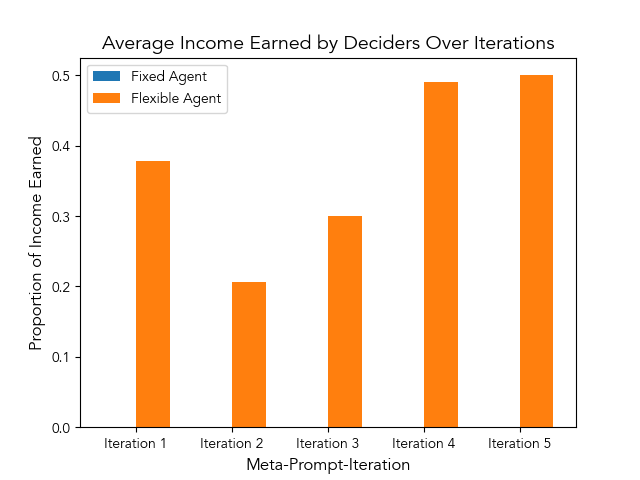 Average Income Earned by Deciders Over Iterations
Fixed Agent
Flexible Agent
Proportion of Income Earned
0.5
0.4
0.3
0.2
0.1
0.0
Iteration 1
Iteration 2
Iteration 3
Iteration 4
Iteration 5
Meta-Prompt-Iteration